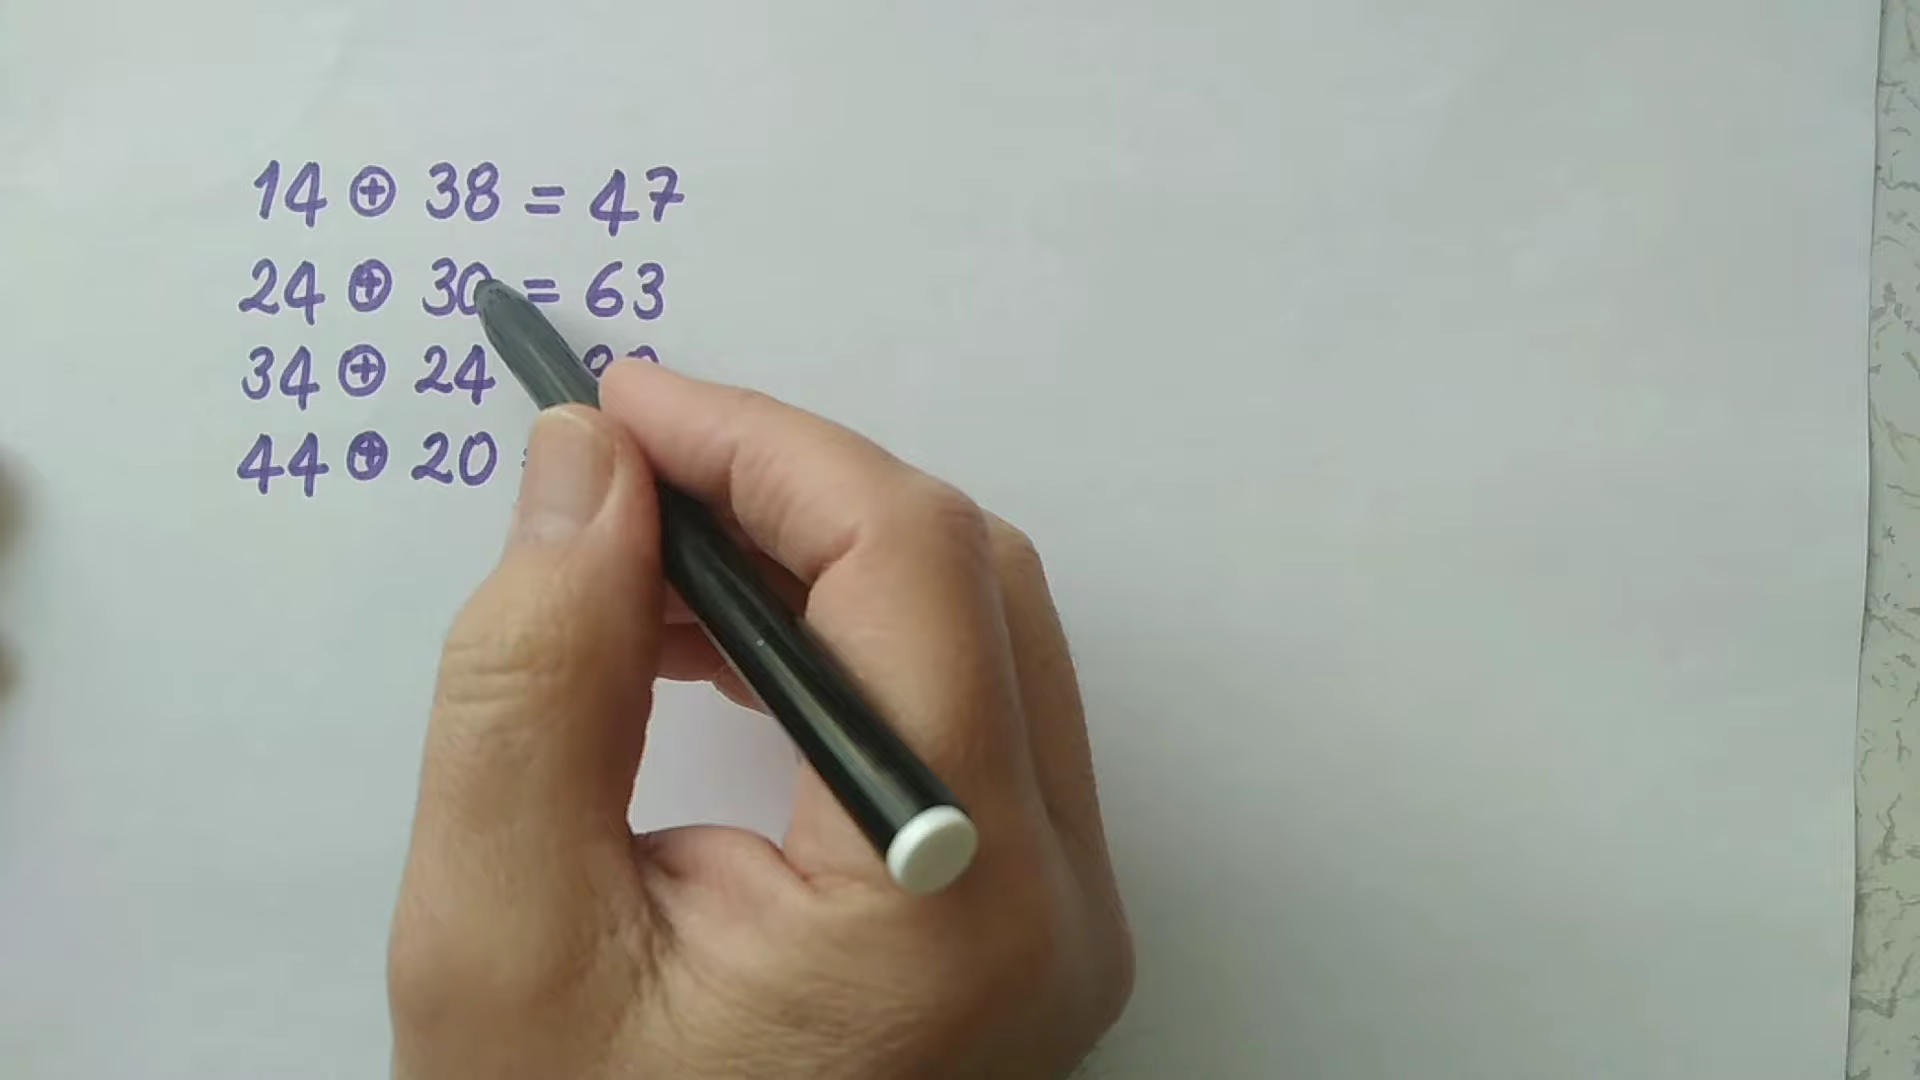 14 ⊕ 38 = 47
24 ⊕ 30 = 63
34 ⊕ 24
44 ⊕ 20